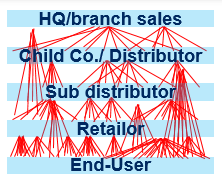 HQ/branch sales
Child Co./ Distributor
Sub distributor
Retailor
End-User